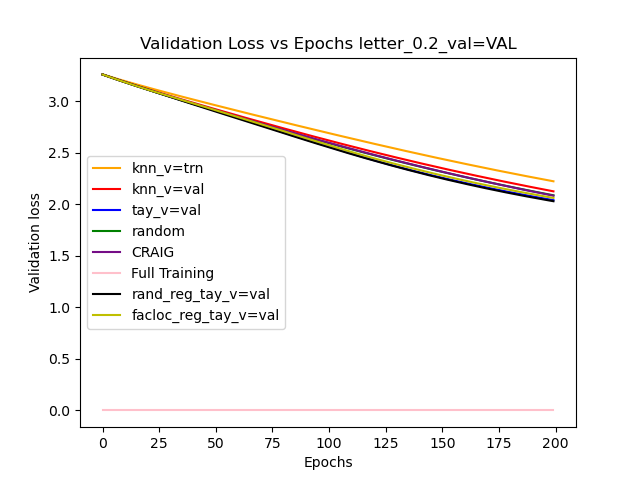 Validation Loss vs Epochs letter_0.2_val=VAL
Validation loss
3.0
2.5
2.0
1.5
1.0
0.5
0.0
knn_v=trn
knn_v=val
tay_v=val
random
CRAIG
Full Training
rand_reg_tay_v=val
facloc_reg_tay_v=val
0 25 50 75 100 125 150 175 200
Epochs